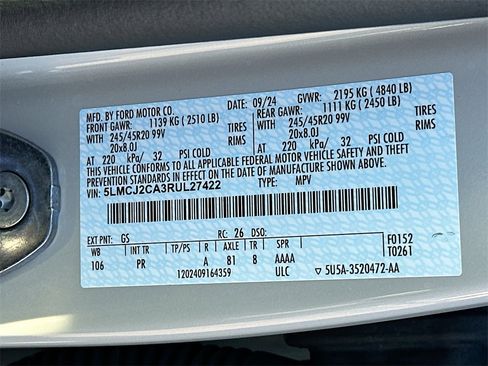 MFD. BY FORD MOTOR CO. DATE: 09/24 GVWR: 2195 KG ( 4840 LB)
FRONT GAWR: 1139 KG ( 2510 LB) REAR GAWR: 1111 KG ( 2450 LB)
WITH 245/45R20 99V TIRES WITH 245/45R20 99V TIRES
20x8.0J RIMS 20x8.0J RIMS
AT 220 kPa/ 32 PSI COLD AT 220 kPa/ 32 PSI COLD
THIS VEHICLE CONFORMS TO ALL APPLICABLE FEDERAL MOTOR VEHICLE SAFETY AND THEFT
PREVENTION STANDARDS IN EFFECT ON THE DATE OF MANUFACTURE SHOWN ABOVE.
VIN: 5LMCJ2CA3RUL27422 TYPE: MPV
EXT PNT: GS RC: 26 DSO:
WB INT TR TP/PS R AXLE TR SPR F0152
106 PR A 81 8 AAAA T0261
1202409164359 ULC 5U5A-3520472-AA